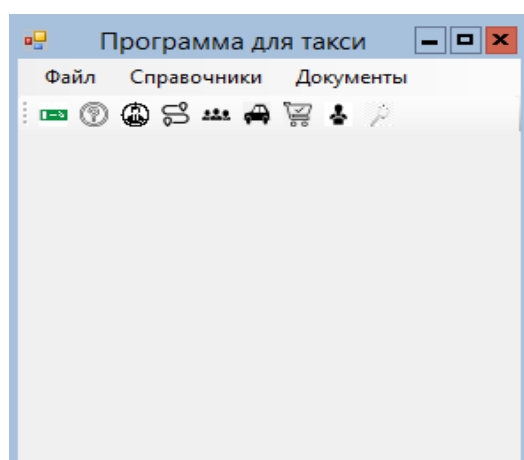 Программа для такси
Файл Справочники Документы